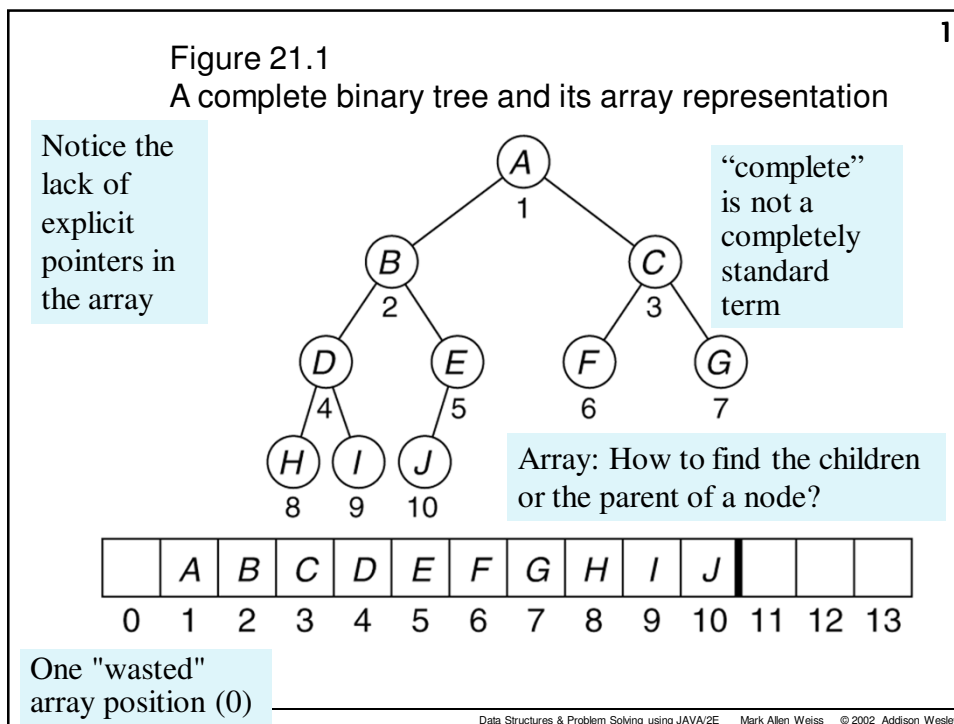 1
Figure 21.1
A complete binary tree and its array representation
Notice the
lack of
explicit
pointers in
the array
“complete”
is not a
completely
standard
term
A
1
B
C
2
3
D
E
F
G
4
5
6
7
H
I
J
8
9
10
Array: How to find the children
or the parent of a node?
A B C D E F G H I J
0 1 2 3 4 5 6 7 8 9 10 11 12 13
One "wasted"
array position (0)
Data Structures & Problem Solving using JAVA/2E Mark Allen Weiss © 2002 Addison Wesle